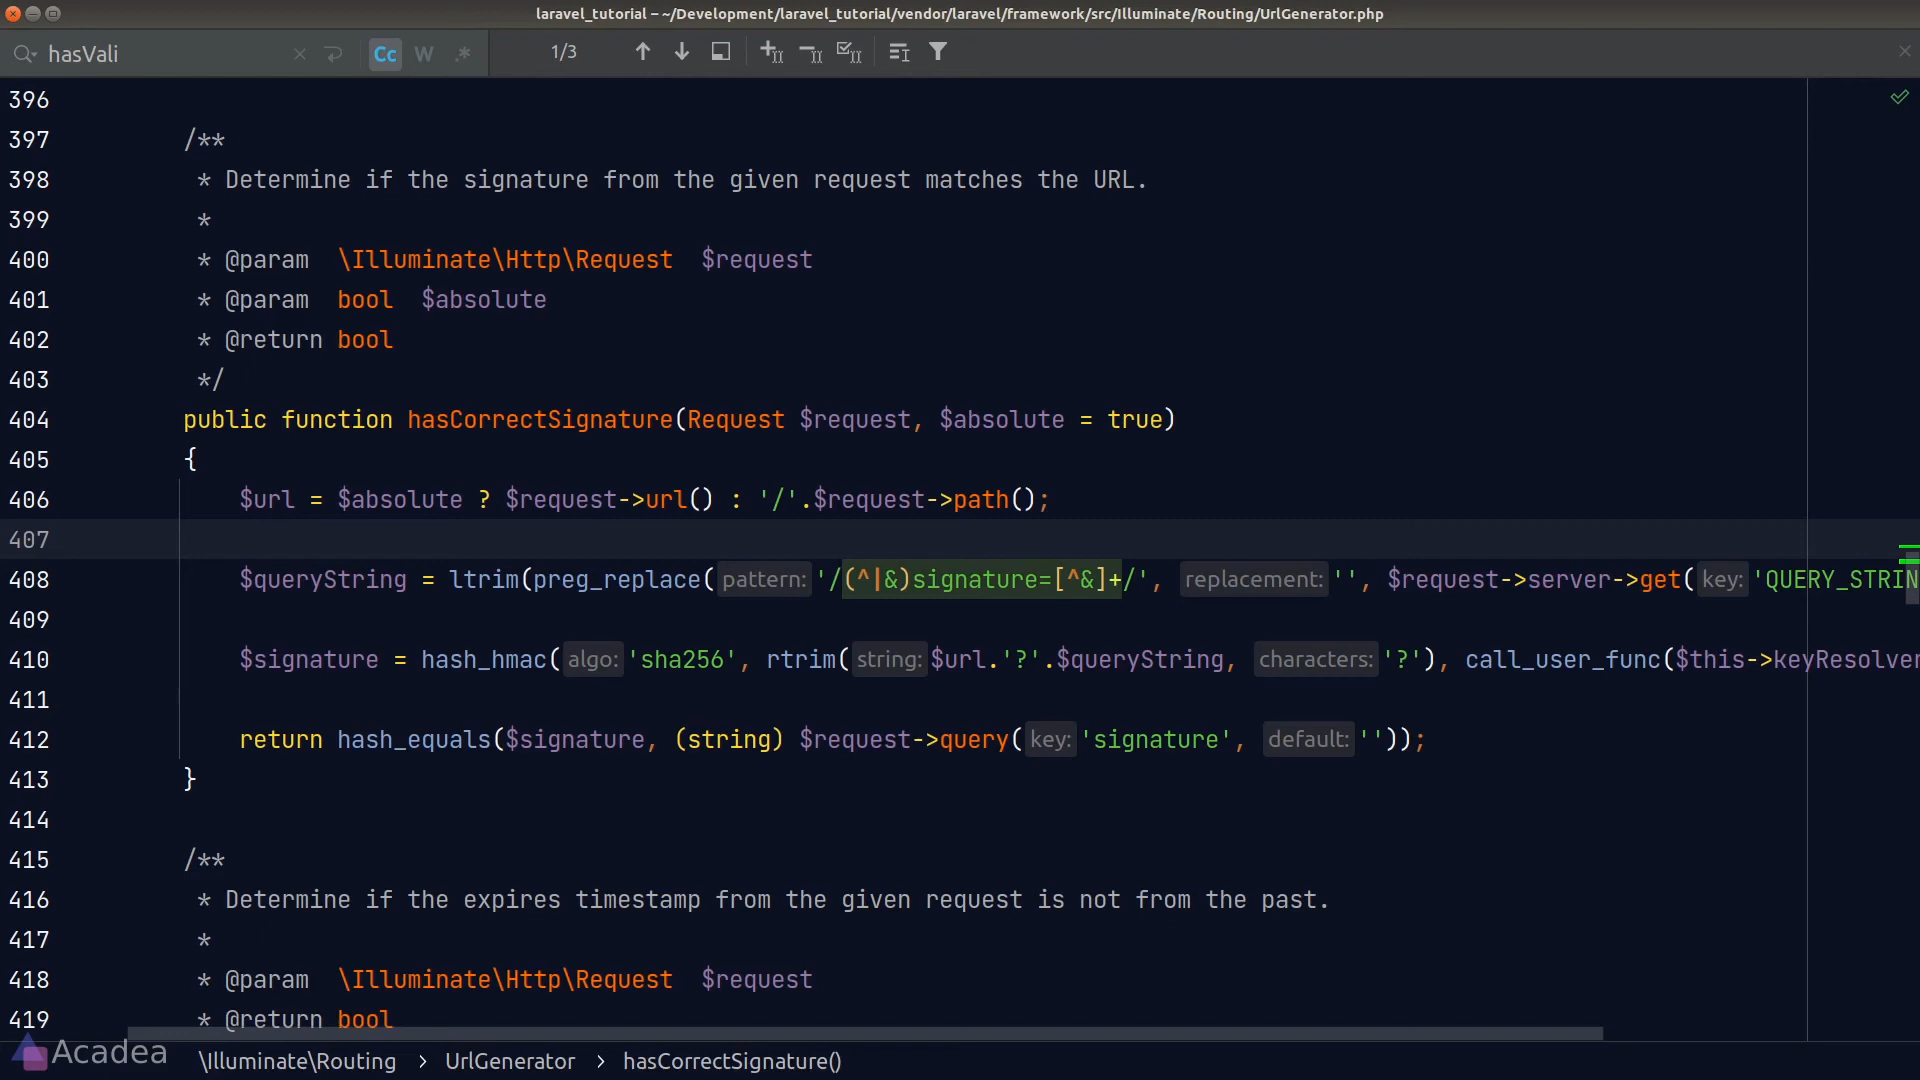 laravel_tutorial – ~/Development/laravel_tutorial/vendor/laravel/framework/src/Illuminate/Routing/UrlGenerator.php
hasVali
Cc W .* 1/3
396
397 /**
398 * Determine if the signature from the given request matches the URL.
399 *
400 * @param \Illuminate\Http\Request $request
401 * @param bool $absolute
402 * @return bool
403 */
404 public function hasCorrectSignature(Request $request, $absolute = true)
405 {
406 $url = $absolute ? $request->url() : '/'.$request->path();
407
408 $queryString = ltrim(preg_replace( pattern: '/(^|&)signature=[^&]+/', replacement: '', $request->server->get( key: 'QUERY_STRIN
409
410 $signature = hash_hmac( algo: 'sha256', rtrim( string: $url.'?'.$queryString, characters: '?'), call_user_func($this->keyResolver
411
412 return hash_equals($signature, (string) $request->query( key: 'signature', default: ''));
413 }
414
415 /**
416 * Determine if the expires timestamp from the given request is not from the past.
417 *
418 * @param \Illuminate\Http\Request $request
419 * @return bool
Acadea
\Illuminate\Routing > UrlGenerator > hasCorrectSignature()